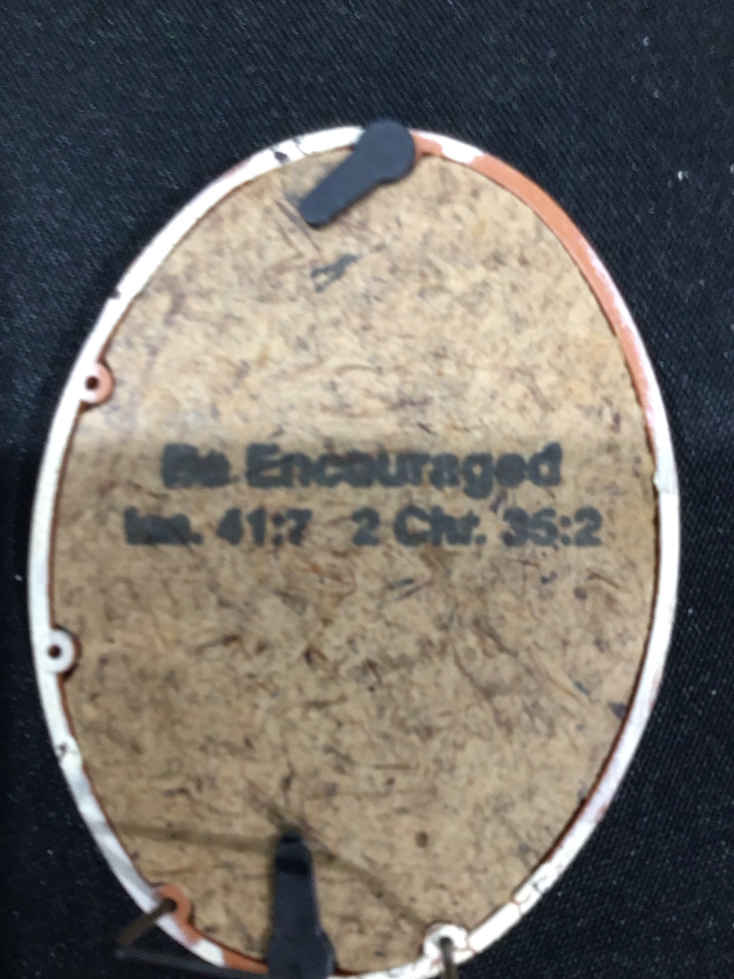 Be Encouraged
Isa. 41:7 2 Chr. 35:2